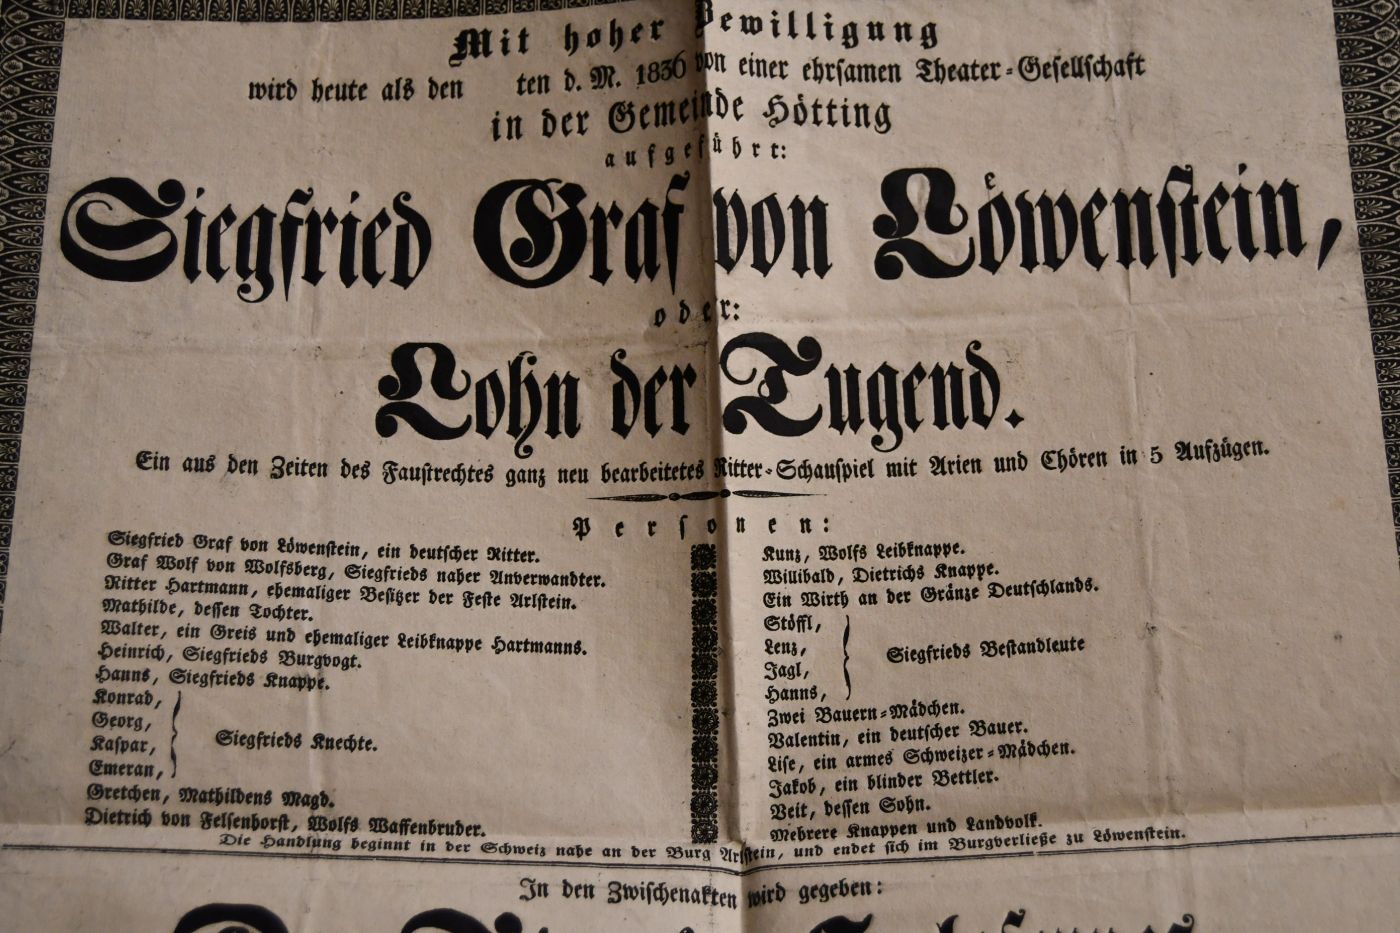 Mit hoher Bewilligung
wird heute als den ten d. M. 1836 von einer ehrsamen Theater-Gesellschaft
in der Gemeinde Hötting
aufgeführt:
Siegfried Graf von Löwenstein,
oder:
Lohn der Tugend.
Ein aus den Zeiten des Faustrechtes ganz neu bearbeitetes Ritter-Schauspiel mit Arien und Chören in 5 Aufzügen.
Personen:
Siegfried Graf von Löwenstein, ein deutscher Ritter.
Graf Wolf von Wolfsberg, Siegfrieds naher Anverwandter.
Ritter Hartmann, ehemaliger Besitzer der Feste Arlstein.
Mathilde, dessen Tochter.
Walter, ein Greis und ehemaliger Leibknappe Hartmanns.
Heinrich, Siegfrieds Burgvogt.
Hanns, Siegfrieds Knappe.
Konrad,
Georg,
Kaspar,
Emeran,
Siegfrieds Knechte.
Gretchen, Mathildens Magd.
Dietrich von Felsenhorst, Wolfs Waffenbruder.
Kunz, Wolfs Leibknappe.
Willibald, Dietrichs Knappe.
Ein Wirth an der Gränze Deutschlands.
Stöffl,
Lenz,
Jagl,
Hanns,
Siegfrieds Bestandleute
Zwei Bauern-Mädchen.
Valentin, ein deutscher Bauer.
Lise, ein armes Schweizer-Mädchen.
Jakob, ein blinder Bettler.
Veit, dessen Sohn.
Mehrere Knappen und Landvolk.
Die Handlung beginnt in der Schweiz nahe an der Burg Arlstein, und endet sich im Burgverließe zu Löwenstein.
In den Zwischenakten wird gegeben: